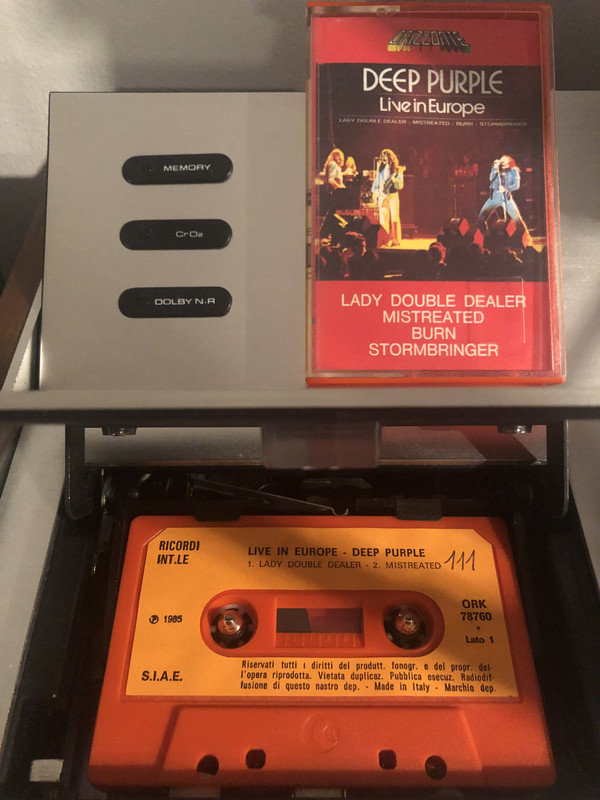 ORIZZONTE
DEEP PURPLE
Live in Europe
LADY DOUBLE DEALER - MISTREATED - BURN - STORMBRINGER
LADY DOUBLE DEALER
MISTREATED
BURN
STORMBRINGER
MEMORY
CrO2
DOLBY N.R
RICORDI
INT.LE
LIVE IN EUROPE - DEEP PURPLE
1. LADY DOUBLE DEALER - 2. MISTREATED
111
ORK
78760
•
Lato 1
Ⓟ 1985
S.I.A.E.
Riservati tutti i diritti del produtt. fonogr. e del propr. del-
l'opera riprodotta. Vietata duplicaz. Pubblica esecuz. Radiodif-
fusione di questo nastro dep. - Made in Italy - Marchio dep.